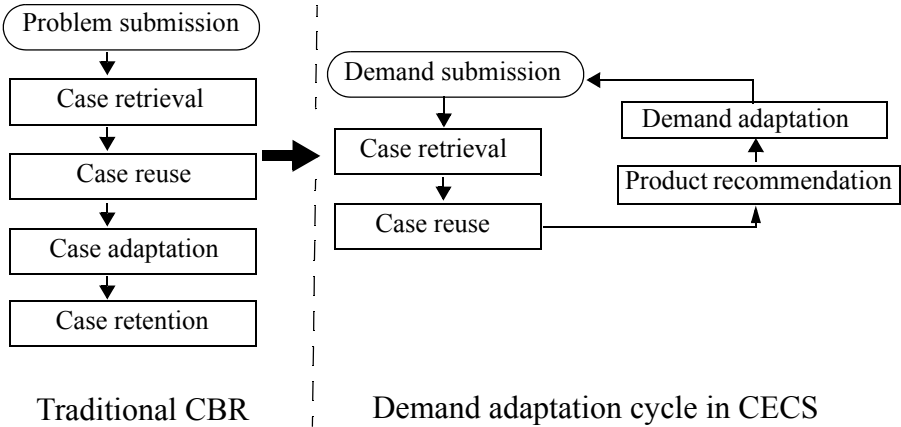 Problem submission
Case retrieval
Case reuse
Case adaptation
Case retention
Traditional CBR
Demand submission
Case retrieval
Case reuse
Product recommendation
Demand adaptation
Demand adaptation cycle in CECS